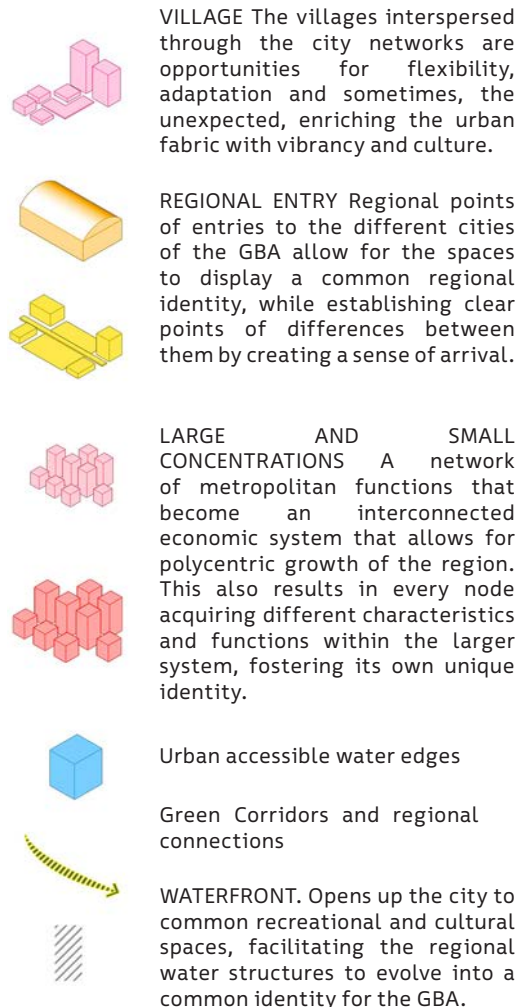 VILLAGE The villages interspersed
through the city networks are
opportunities for flexibility,
adaptation and sometimes, the
unexpected, enriching the urban
fabric with vibrancy and culture.
REGIONAL ENTRY Regional points
of entries to the different cities
of the GBA allow for the spaces
to display a common regional
identity, while establishing clear
points of differences between
them by creating a sense of arrival.
LARGE AND SMALL
CONCENTRATIONS A network
of metropolitan functions that
become an interconnected
economic system that allows for
polycentric growth of the region.
This also results in every node
acquiring different characteristics
and functions within the larger
system, fostering its own unique
identity.
Urban accessible water edges
Green Corridors and regional
connections
WATERFRONT. Opens up the city to
common recreational and cultural
spaces, facilitating the regional
water structures to evolve into a
common identity for the GBA.